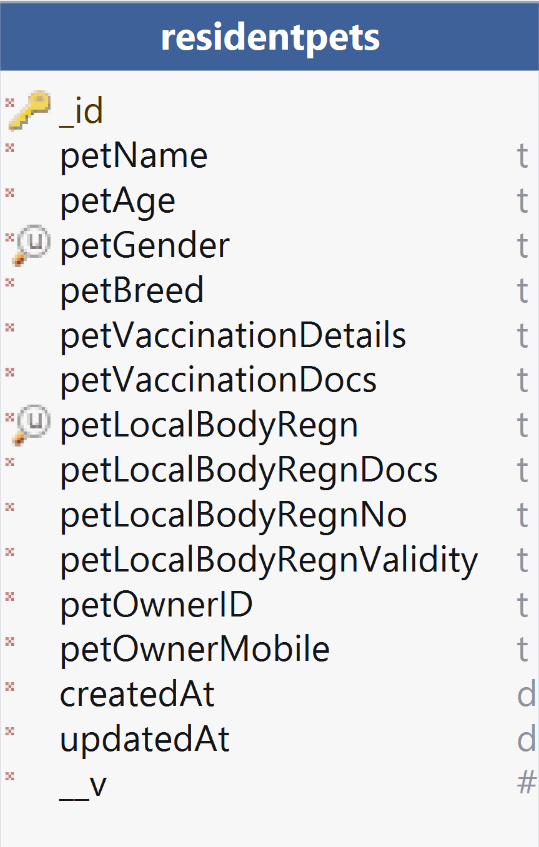 residentpets
_id
petName t
petAge t
u petGender t
petBreed t
petVaccinationDetails t
petVaccinationDocs t
u petLocalBodyRegn t
petLocalBodyRegnDocs t
petLocalBodyRegnNo t
petLocalBodyRegnValidity t
petOwnerID t
petOwnerMobile t
createdAt d
updatedAt d
__v #